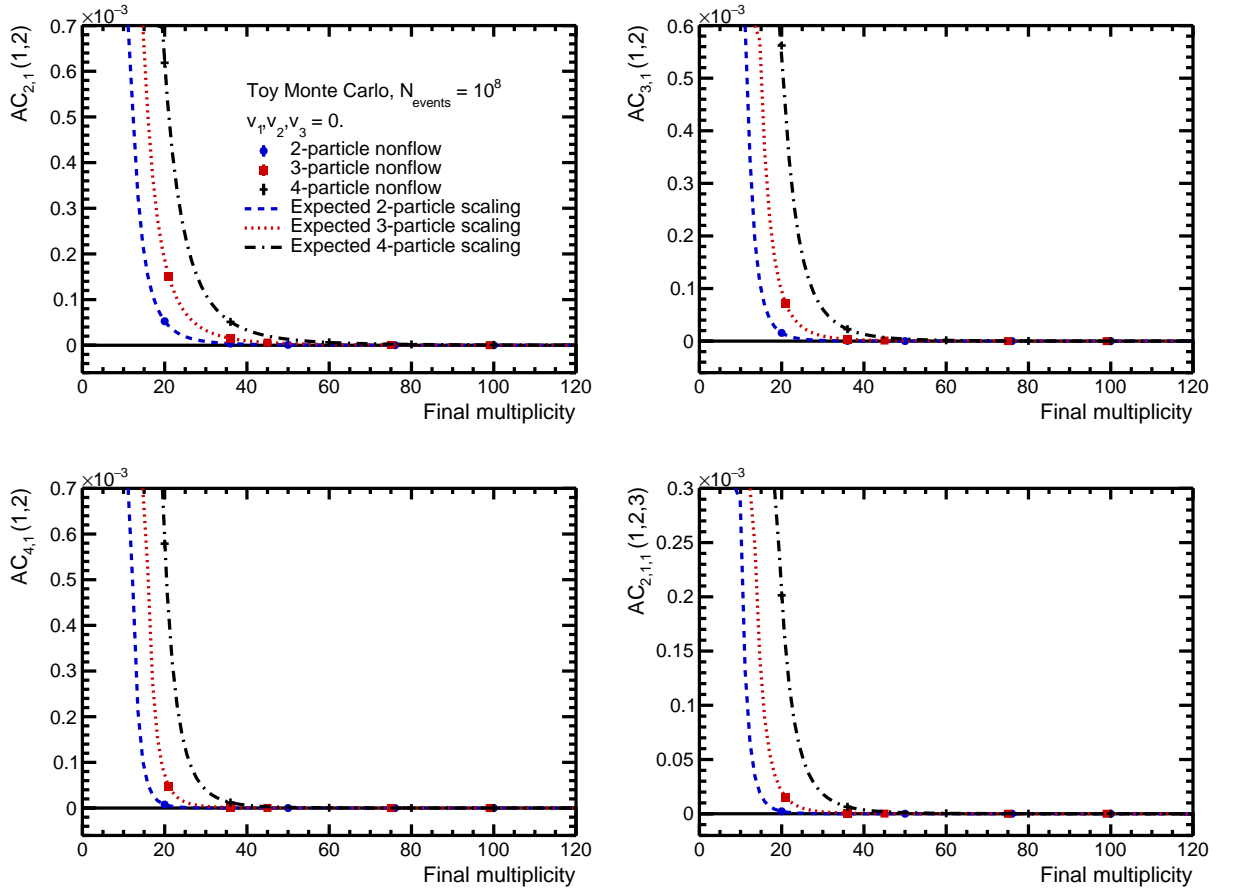 ×10⁻³
AC₂,₁(1,2)
0.7
0.6
0.5
0.4
0.3
0.2
0.1
0
Toy Monte Carlo, N_events = 10⁸
v₁,v₂,v₃ = 0.
2-particle nonflow
3-particle nonflow
4-particle nonflow
Expected 2-particle scaling
Expected 3-particle scaling
Expected 4-particle scaling
0 20 40 60 80 100 120
Final multiplicity
×10⁻³
AC₃,₁(1,2)
0.6
0.5
0.4
0.3
0.2
0.1
0
0 20 40 60 80 100 120
Final multiplicity
×10⁻³
AC₄,₁(1,2)
0.7
0.6
0.5
0.4
0.3
0.2
0.1
0
0 20 40 60 80 100 120
Final multiplicity
×10⁻³
AC₂,₁,₁(1,2,3)
0.3
0.25
0.2
0.15
0.1
0.05
0
0 20 40 60 80 100 120
Final multiplicity